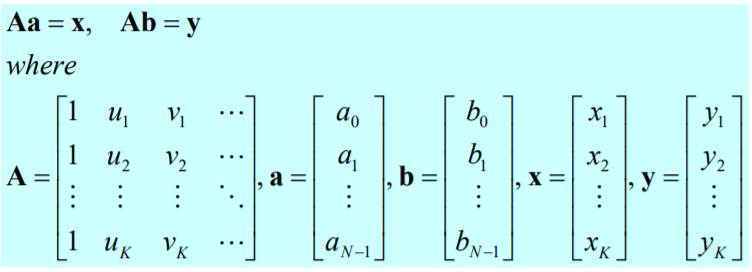 Aa = x, Ab = y
where
A = [1 u₁ v₁ ⋯; 1 u₂ v₂ ⋯; ⋮ ⋮ ⋮ ⋱; 1 u_K v_K ⋯], a = [a₀; a₁; ⋮; a_{N−1}], b = [b₀; b₁; ⋮; b_{N−1}], x = [x₁; x₂; ⋮; x_K], y = [y₁; y₂; ⋮; y_K]